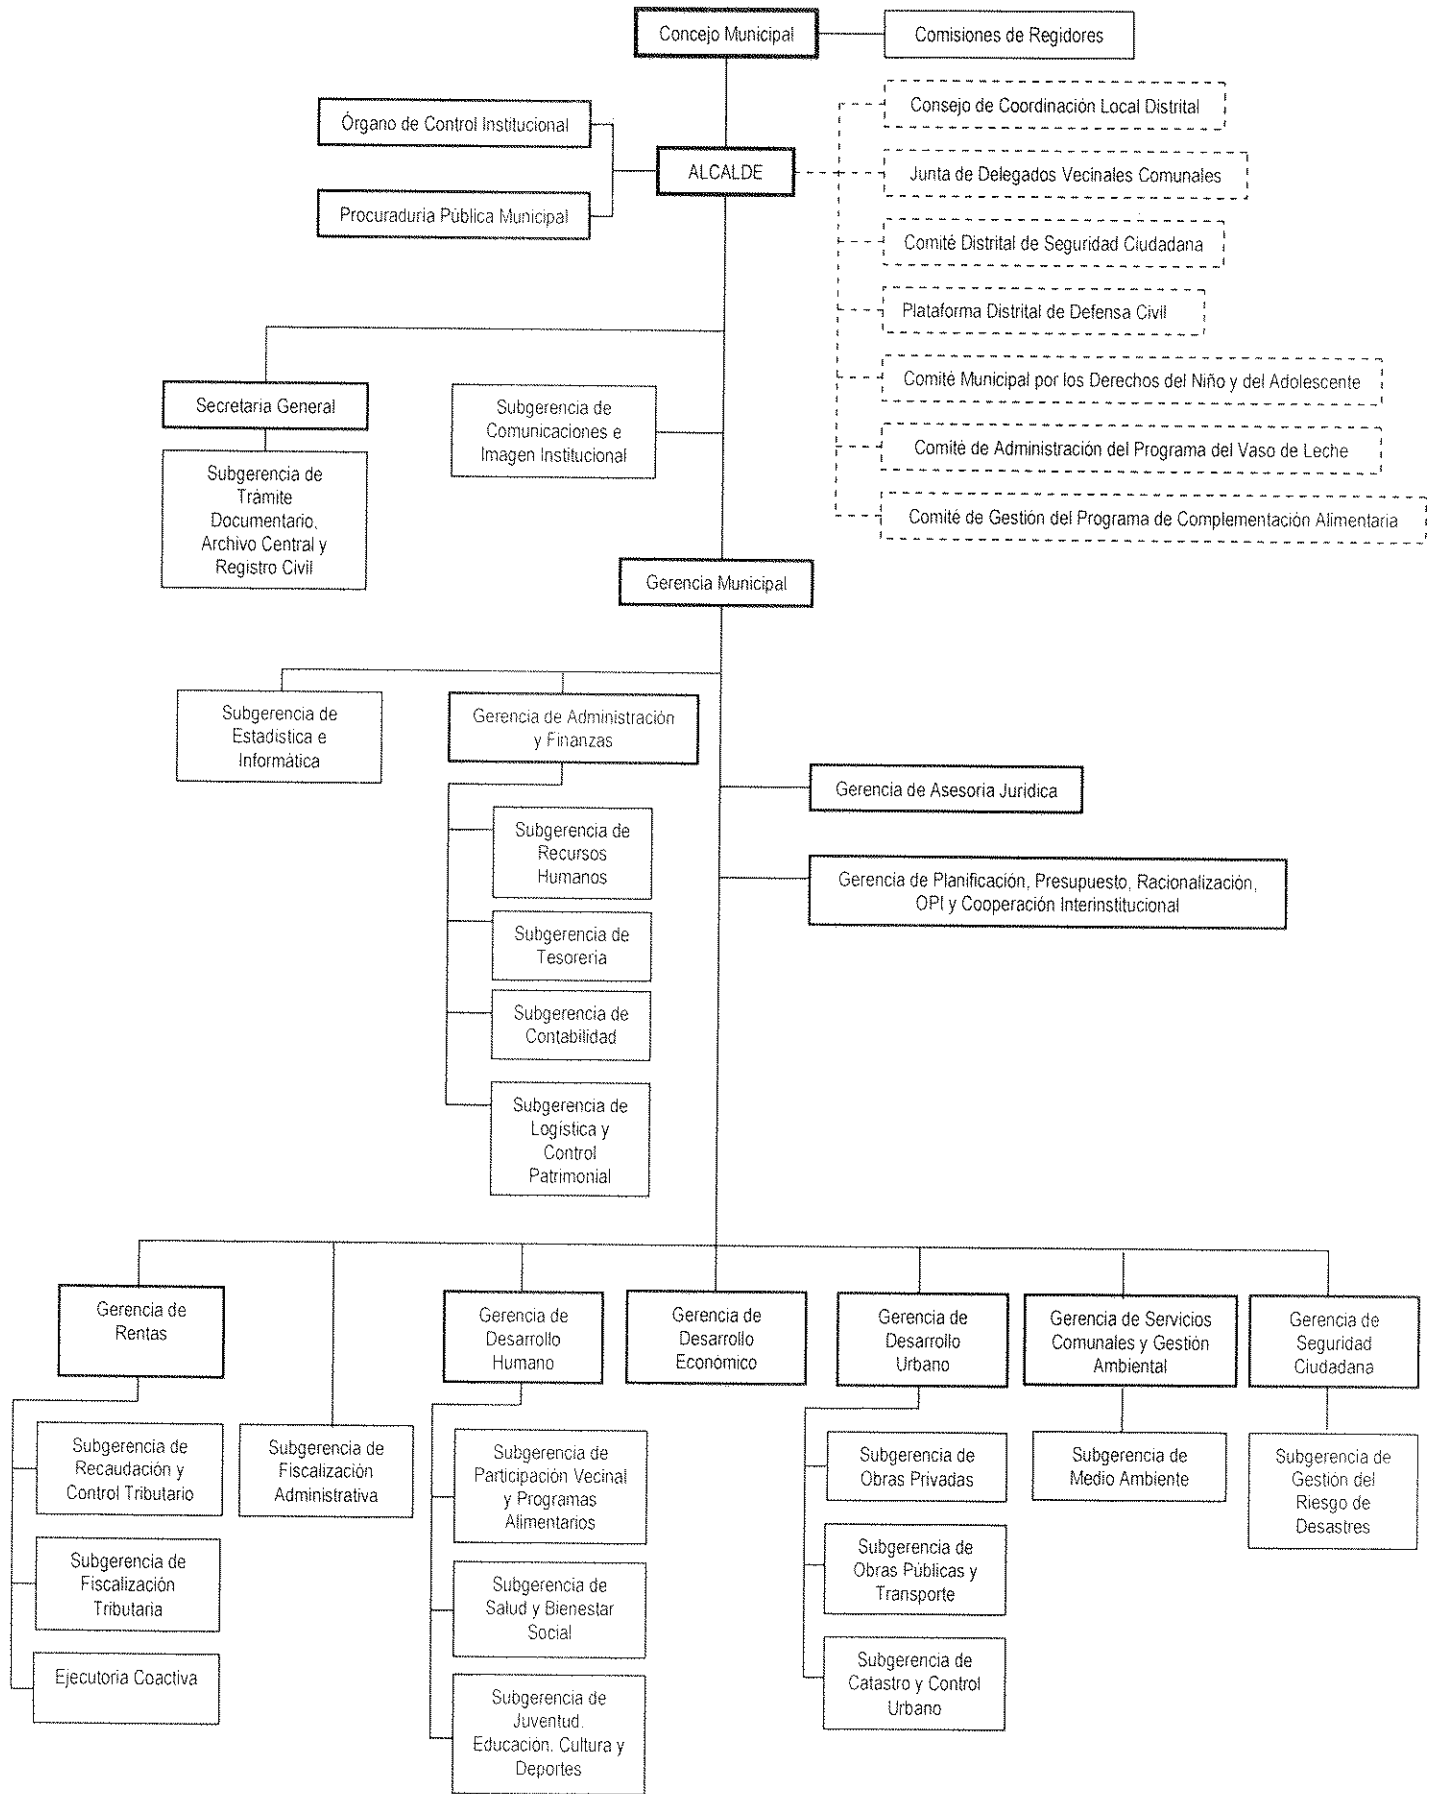 Concejo Municipal
Comisiones de Regidores
Consejo de Coordinación Local Distrital
Órgano de Control Institucional
ALCALDE
Junta de Delegados Vecinales Comunales
Procuraduría Pública Municipal
Comité Distrital de Seguridad Ciudadana
Plataforma Distrital de Defensa Civil
Comité Municipal por los Derechos del Niño y del Adolescente
Comité de Administración del Programa del Vaso de Leche
Comité de Gestión del Programa de Complementación Alimentaria
Secretaria General
Subgerencia de
Comunicaciones e
Imagen Institucional
Subgerencia de
Trámite
Documentario,
Archivo Central y
Registro Civil
Gerencia Municipal
Subgerencia de
Estadística e
Informática
Gerencia de Administración
y Finanzas
Gerencia de Asesoría Jurídica
Subgerencia de
Recursos
Humanos
Gerencia de Planificación, Presupuesto, Racionalización,
OPI y Cooperación Interinstitucional
Subgerencia de
Tesorería
Subgerencia de
Contabilidad
Subgerencia de
Logística y
Control
Patrimonial
Gerencia de
Rentas
Gerencia de
Desarrollo
Humano
Gerencia de
Desarrollo
Económico
Gerencia de
Desarrollo
Urbano
Gerencia de Servicios
Comunales y Gestión
Ambiental
Gerencia de
Seguridad
Ciudadana
Subgerencia de
Recaudación y
Control Tributario
Subgerencia de
Fiscalización
Administrativa
Subgerencia de
Participación Vecinal
y Programas
Alimentarios
Subgerencia de
Obras Privadas
Subgerencia de
Medio Ambiente
Subgerencia de
Gestión del
Riesgo de
Desastres
Subgerencia de
Fiscalización
Tributaria
Subgerencia de
Salud y Bienestar
Social
Subgerencia de
Obras Públicas y
Transporte
Ejecutoria Coactiva
Subgerencia de
Juventud,
Educación, Cultura y
Deportes
Subgerencia de
Catastro y Control
Urbano